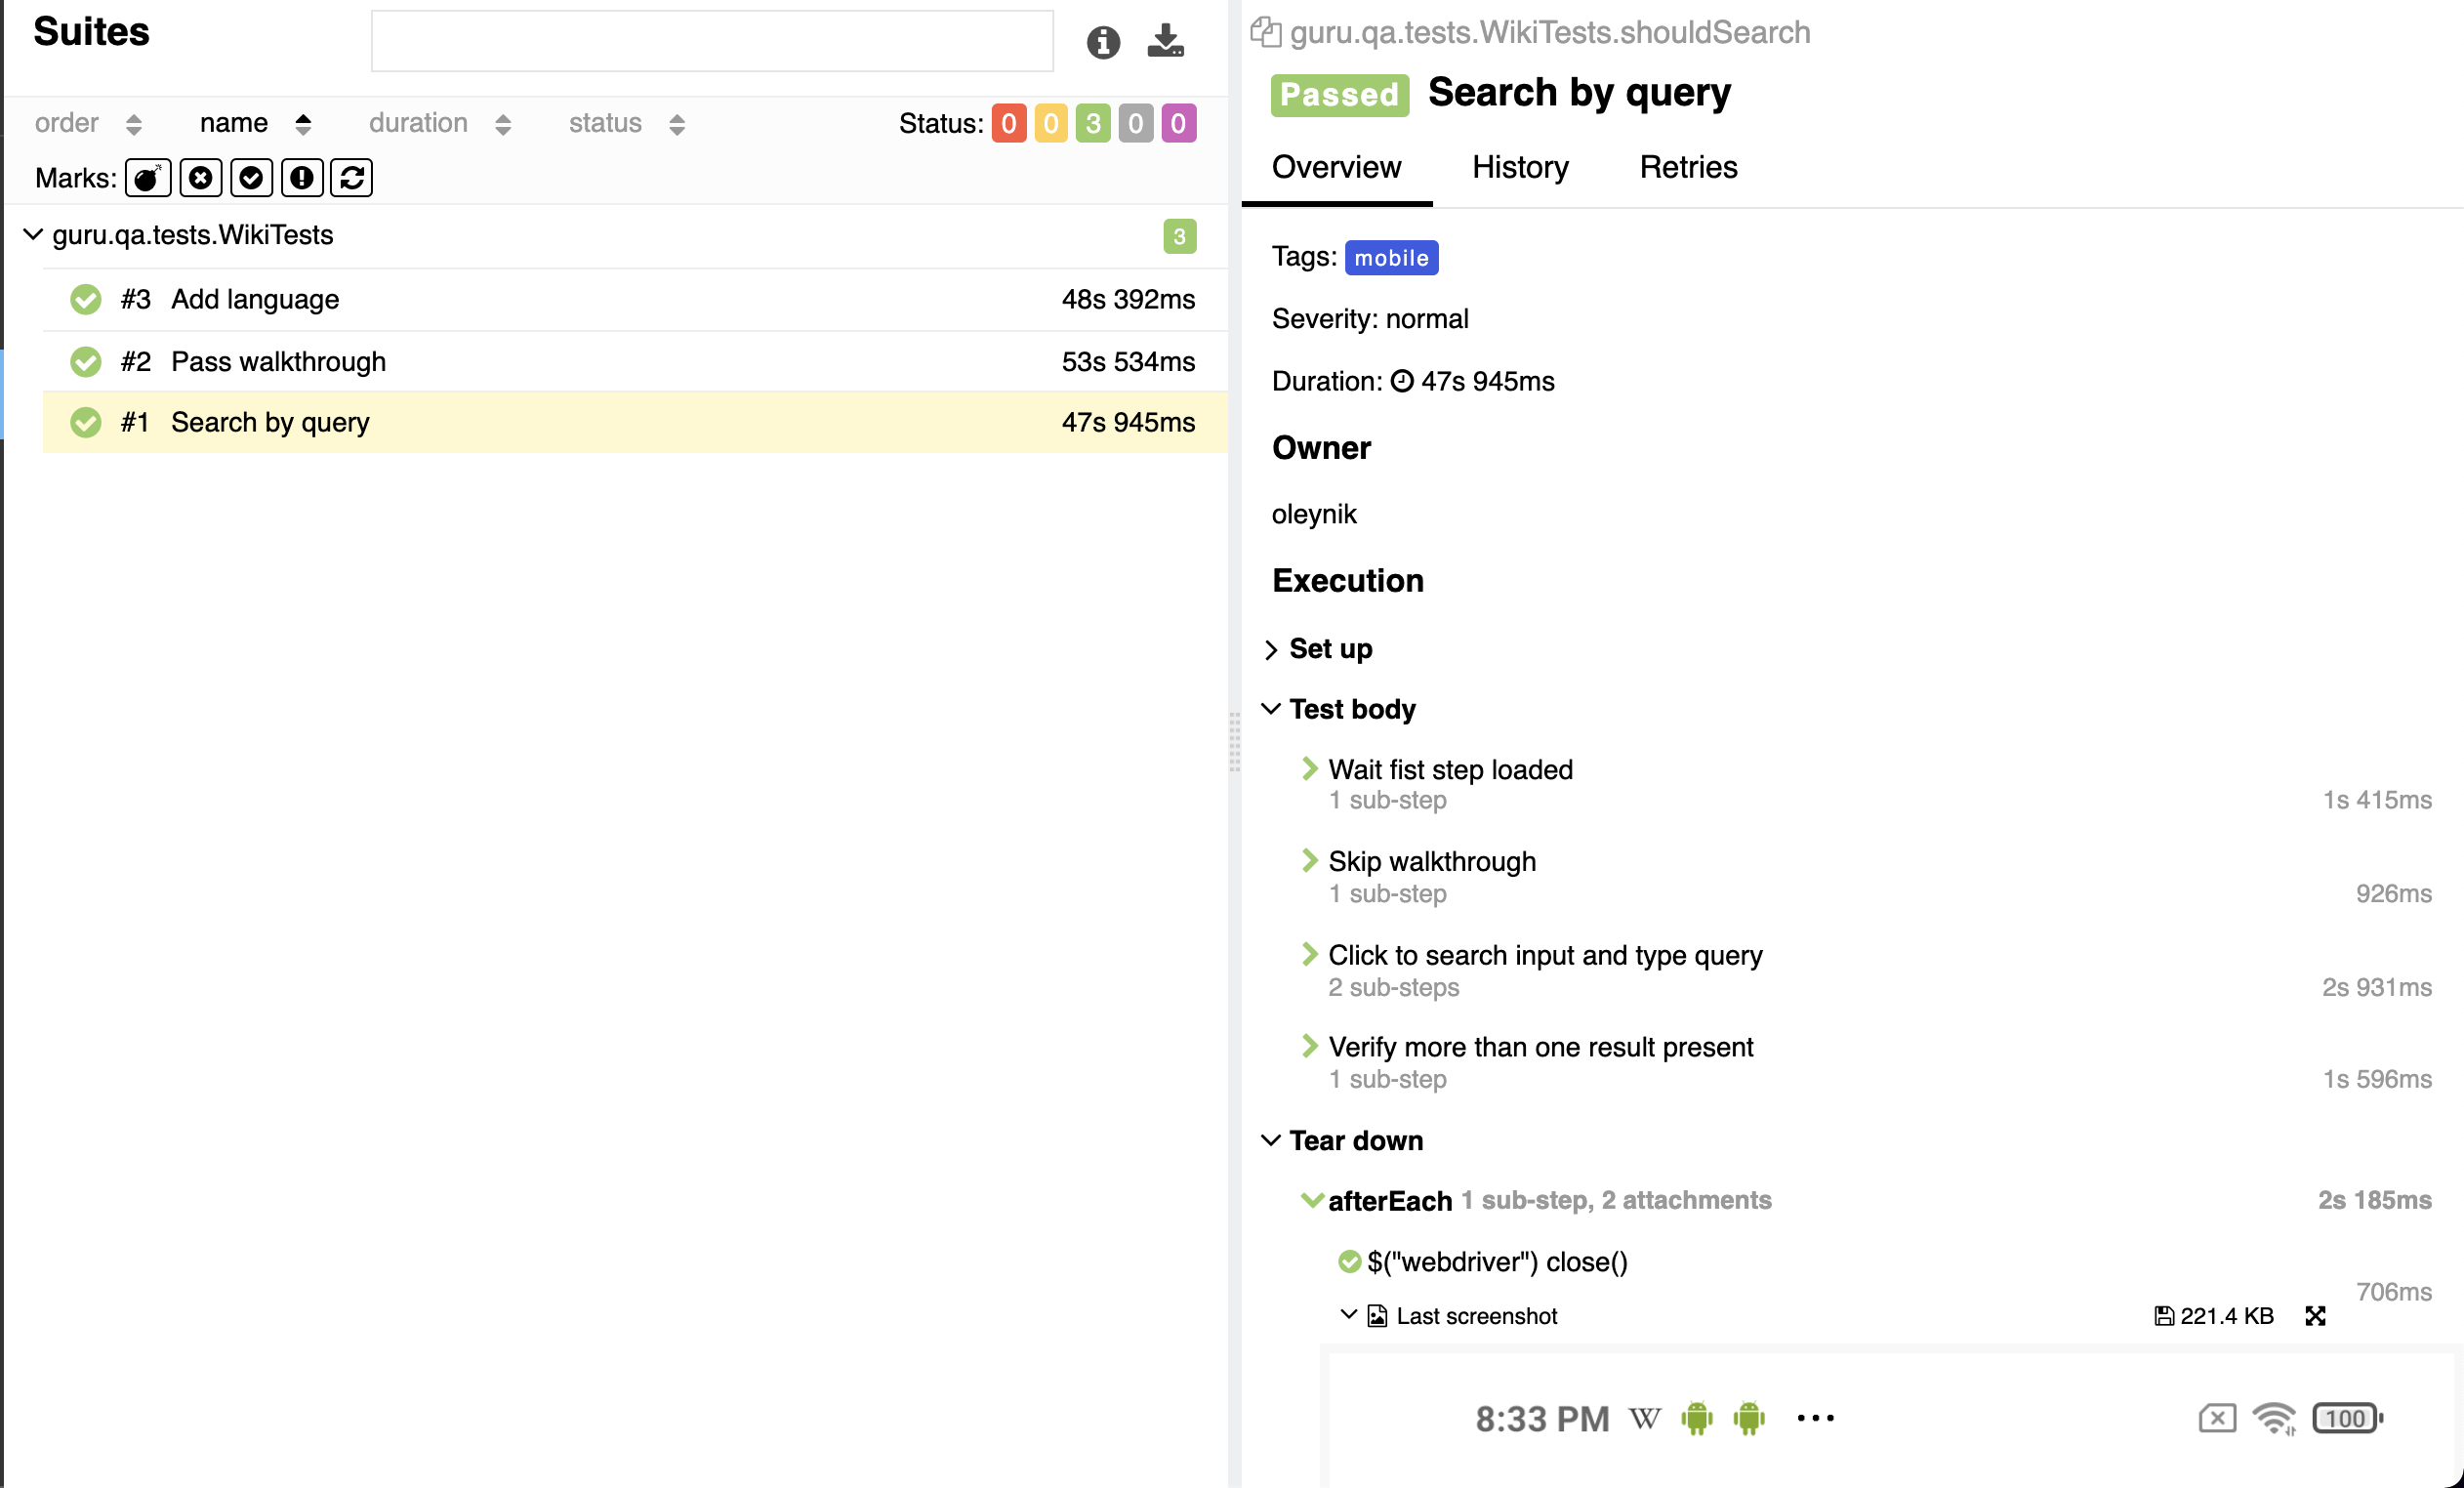 Suites
order name duration status Status: 0 0 3 0 0
Marks:
guru.qa.tests.WikiTests 3
#3 Add language 48s 392ms
#2 Pass walkthrough 53s 534ms
#1 Search by query 47s 945ms
guru.qa.tests.WikiTests.shouldSearch
Passed Search by query
Overview History Retries
Tags: mobile
Severity: normal
Duration: 47s 945ms
Owner
oleynik
Execution
Set up
Test body
Wait fist step loaded
1 sub-step 1s 415ms
Skip walkthrough
1 sub-step 926ms
Click to search input and type query
2 sub-steps 2s 931ms
Verify more than one result present
1 sub-step 1s 596ms
Tear down
afterEach 1 sub-step, 2 attachments 2s 185ms
$("webdriver") close()
706ms
Last screenshot 221.4 KB
8:33 PM W ... 100